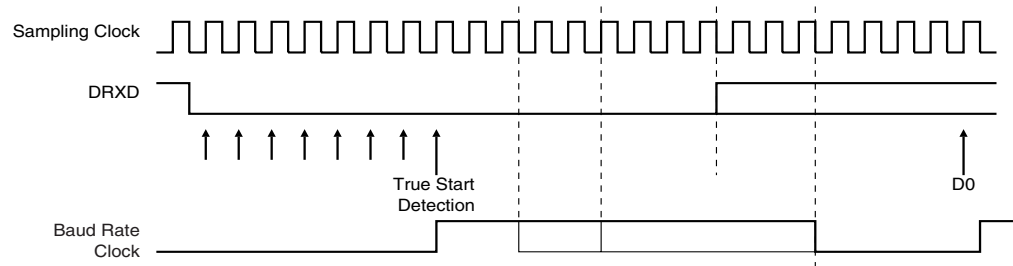 Sampling Clock
DRXD
True Start
Detection
D0
Baud Rate
Clock